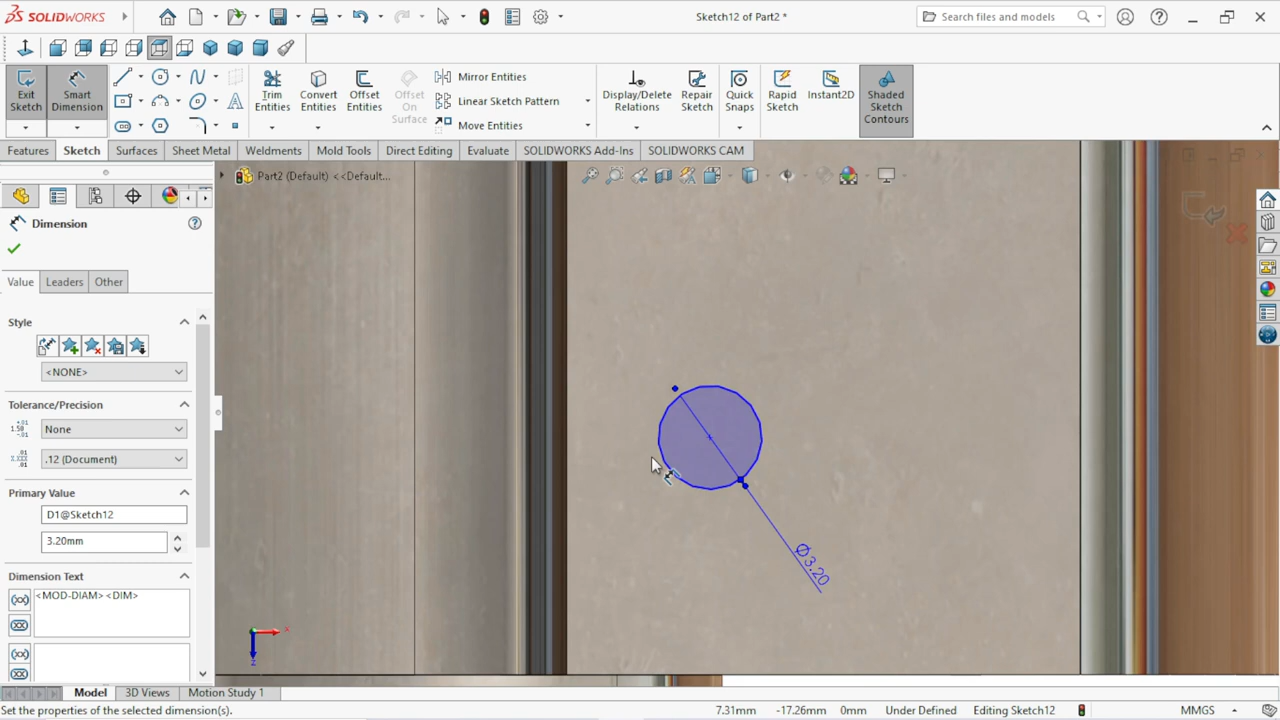 SOLIDWORKS
Sketch12 of Part2 *
Search files and models
Exit Sketch
Smart Dimension
Trim Entities
Convert Entities
Offset Entities
Offset On Surface
Mirror Entities
Linear Sketch Pattern
Move Entities
Display/Delete Relations
Repair Sketch
Quick Snaps
Rapid Sketch
Instant2D
Shaded Sketch Contours
Features
Sketch
Surfaces
Sheet Metal
Weldments
Mold Tools
Direct Editing
Evaluate
SOLIDWORKS Add-Ins
SOLIDWORKS CAM
Part2 (Default) <<Default...
Dimension
Value
Leaders
Other
Style
<NONE>
Tolerance/Precision
None
.12 (Document)
Primary Value
D1@Sketch12
3.20mm
Dimension Text
<MOD-DIAM><DIM>
Ø3.20
x
z
Model
3D Views
Motion Study 1
Set the properties of the selected dimension(s).
7.31mm
-17.26mm
0mm
Under Defined
Editing Sketch12
MMGS